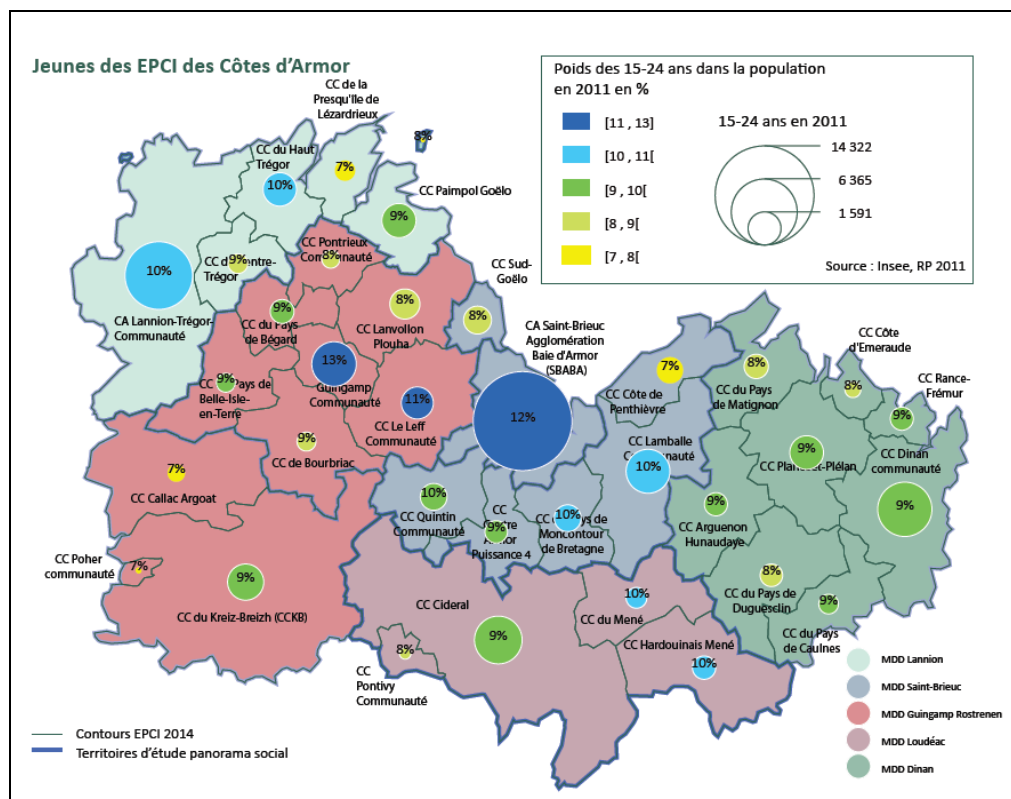 Jeunes des EPCI des Côtes d'Armor
Poids des 15-24 ans dans la population
en 2011 en %
[11 , 13]
[10 , 11[
[9 , 10[
[8 , 9[
[7 , 8[
15-24 ans en 2011
14 322
6 365
1 591
Source : Insee, RP 2011
CC de la
Presqu'île de
Lézardrieux
7%
8%
CC du Haut
Trégor
10%
CC Paimpol Goëlo
9%
10%
CA Lannion-Trégor-
Communauté
9%
Trégor
CC Pontrieux
Communauté
8%
CC Sud-
Goëlo
8%
8%
CC Lanvollon
Plouha
9%
CC du Pays
de Bégard
13%
Guingamp
Communauté
9%
CC Pays de
Belle-Isle-
en-Terre
11%
CC Le Leff
Communauté
9%
CC de Bourbriac
CA Saint-Brieuc
Agglomération
Baie d'Armor
(SBABA)
12%
7%
CC Côte de
Penthièvre
CC Lamballe
10%
8%
CC du Pays
de Matignon
CC Côte
d'Emeraude
8%
CC Rance-
Frémur
9%
9%
CC Dinan
communauté
9%
7%
CC Callac Argoat
10%
CC Quintin
Communauté
CC
9%
Puissance 4
10%
Pays de
Moncontour
de Bretagne
9%
CC Arguenon
Hunaudaye
CC Poher
communauté
7%
9%
CC du Kreiz-Breizh (CCKB)
8%
CC du Pays de
Duguesclin
9%
CC du Pays
de Caulnes
CC Cideral
9%
10%
CC du Mené
CC Hardouinais Mené
10%
8%
CC
Pontivy
Communauté
MDD Lannion
MDD Saint-Brieuc
MDD Guingamp Rostrenen
MDD Loudéac
MDD Dinan
Contours EPCI 2014
Territoires d'étude panorama social